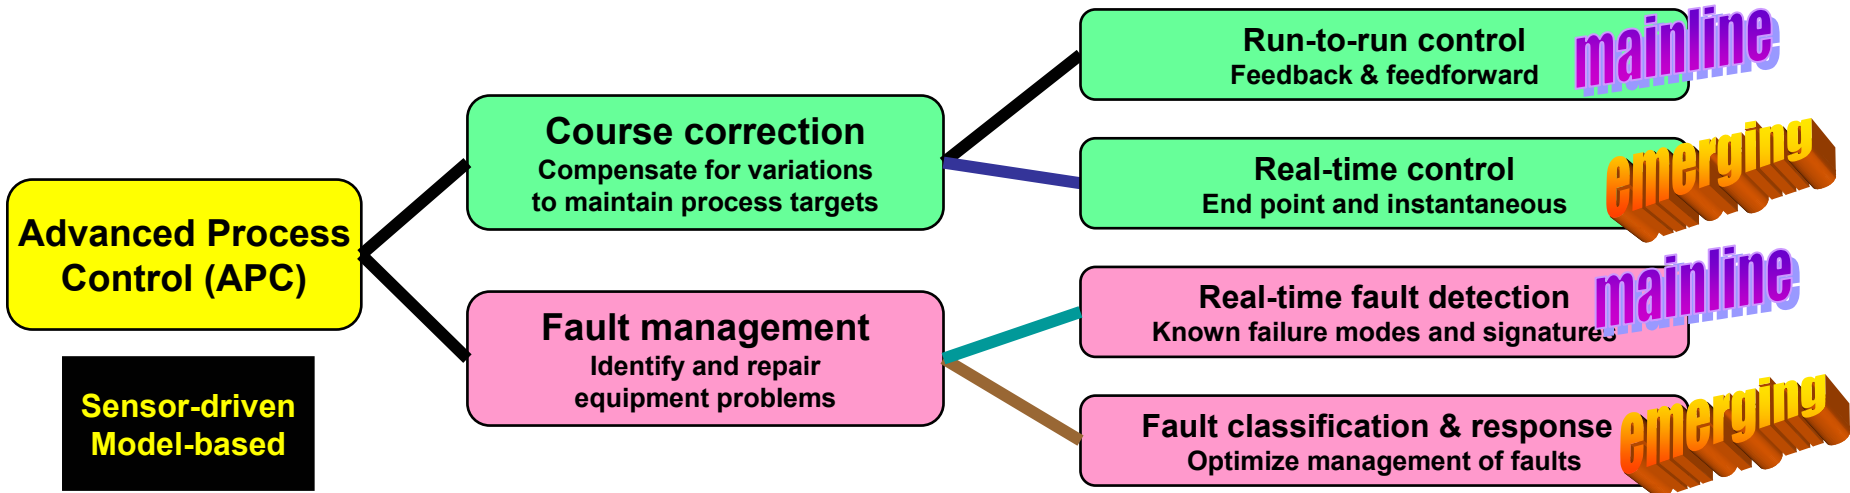 Advanced Process
Control (APC)
Sensor-driven
Model-based
Course correction
Compensate for variations
to maintain process targets
Fault management
Identify and repair
equipment problems
Run-to-run control
Feedback & feedforward
mainline
Real-time control
End point and instantaneous
emerging
Real-time fault detection
Known failure modes and signatures
mainline
Fault classification & response
Optimize management of faults
emerging